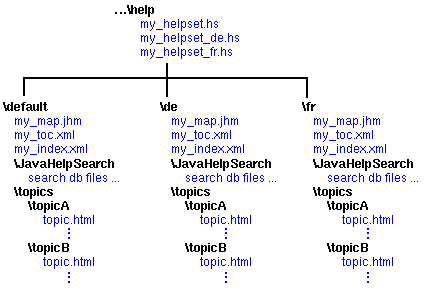 ...\help
my_helpset.hs
my_helpset_de.hs
my_helpset_fr.hs
\default
my_map.jhm
my_toc.xml
my_index.xml
\JavaHelpSearch
search db files ...
\topics
\topicA
topic.html
\topicB
topic.html
\de
my_map.jhm
my_toc.xml
my_index.xml
\JavaHelpSearch
search db files ...
\topics
\topicA
topic.html
\topicB
topic.html
\fr
my_map.jhm
my_toc.xml
my_index.xml
\JavaHelpSearch
search db files ...
\topics
\topicA
topic.html
\topicB
topic.html